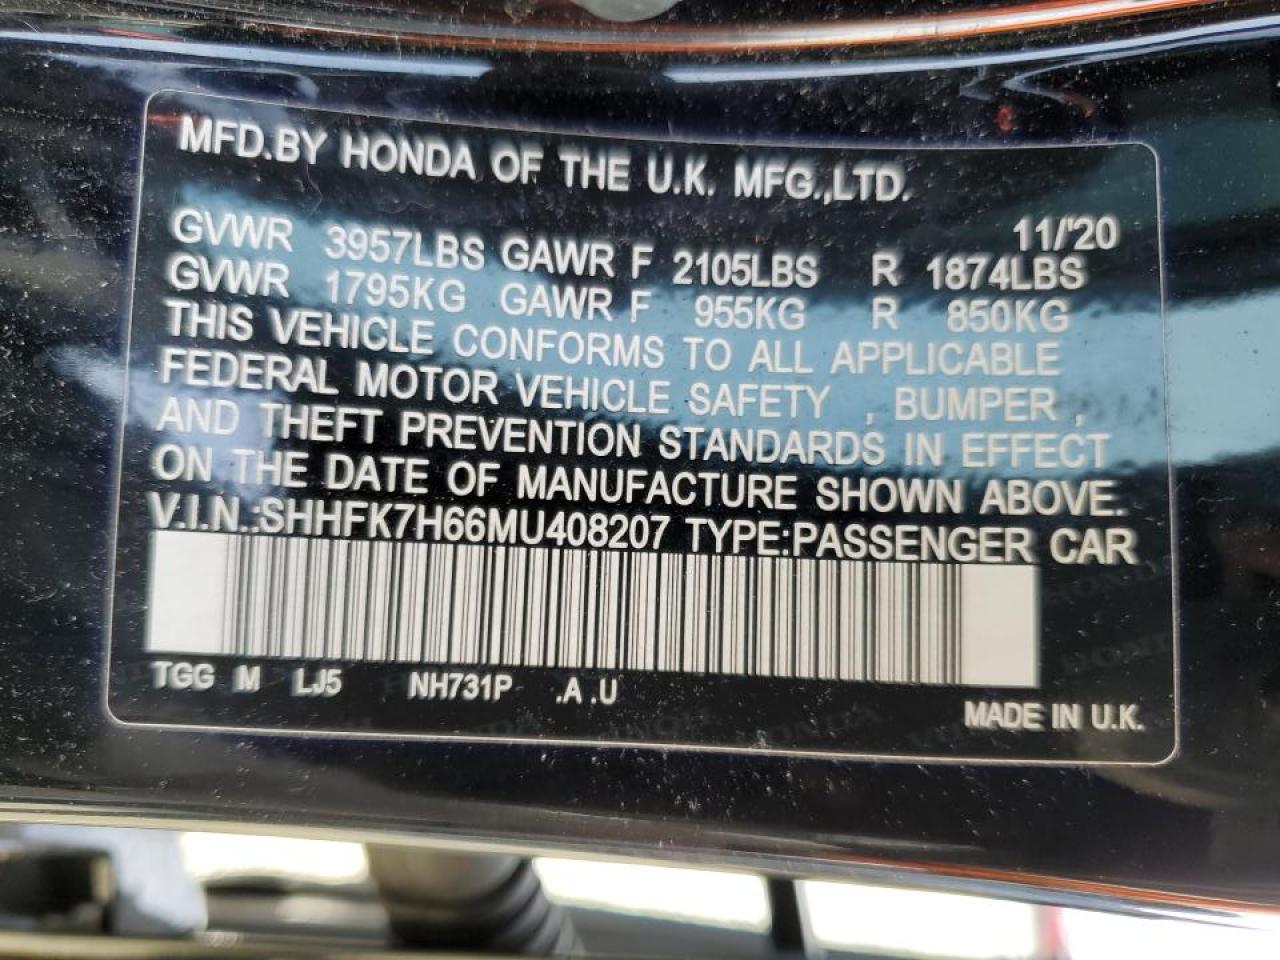 MFD.BY HONDA OF THE U.K. MFG.,LTD.
11/'20
GVWR 3957LBS GAWR F 2105LBS R 1874LBS
GVWR 1795KG GAWR F 955KG R 850KG
THIS VEHICLE CONFORMS TO ALL APPLICABLE
FEDERAL MOTOR VEHICLE SAFETY , BUMPER ,
AND THEFT PREVENTION STANDARDS IN EFFECT
ON THE DATE OF MANUFACTURE SHOWN ABOVE.
V.I.N.:SHHFK7H66MU408207 TYPE:PASSENGER CAR
TGG M LJ5 NH731P .A .U
MADE IN U.K.